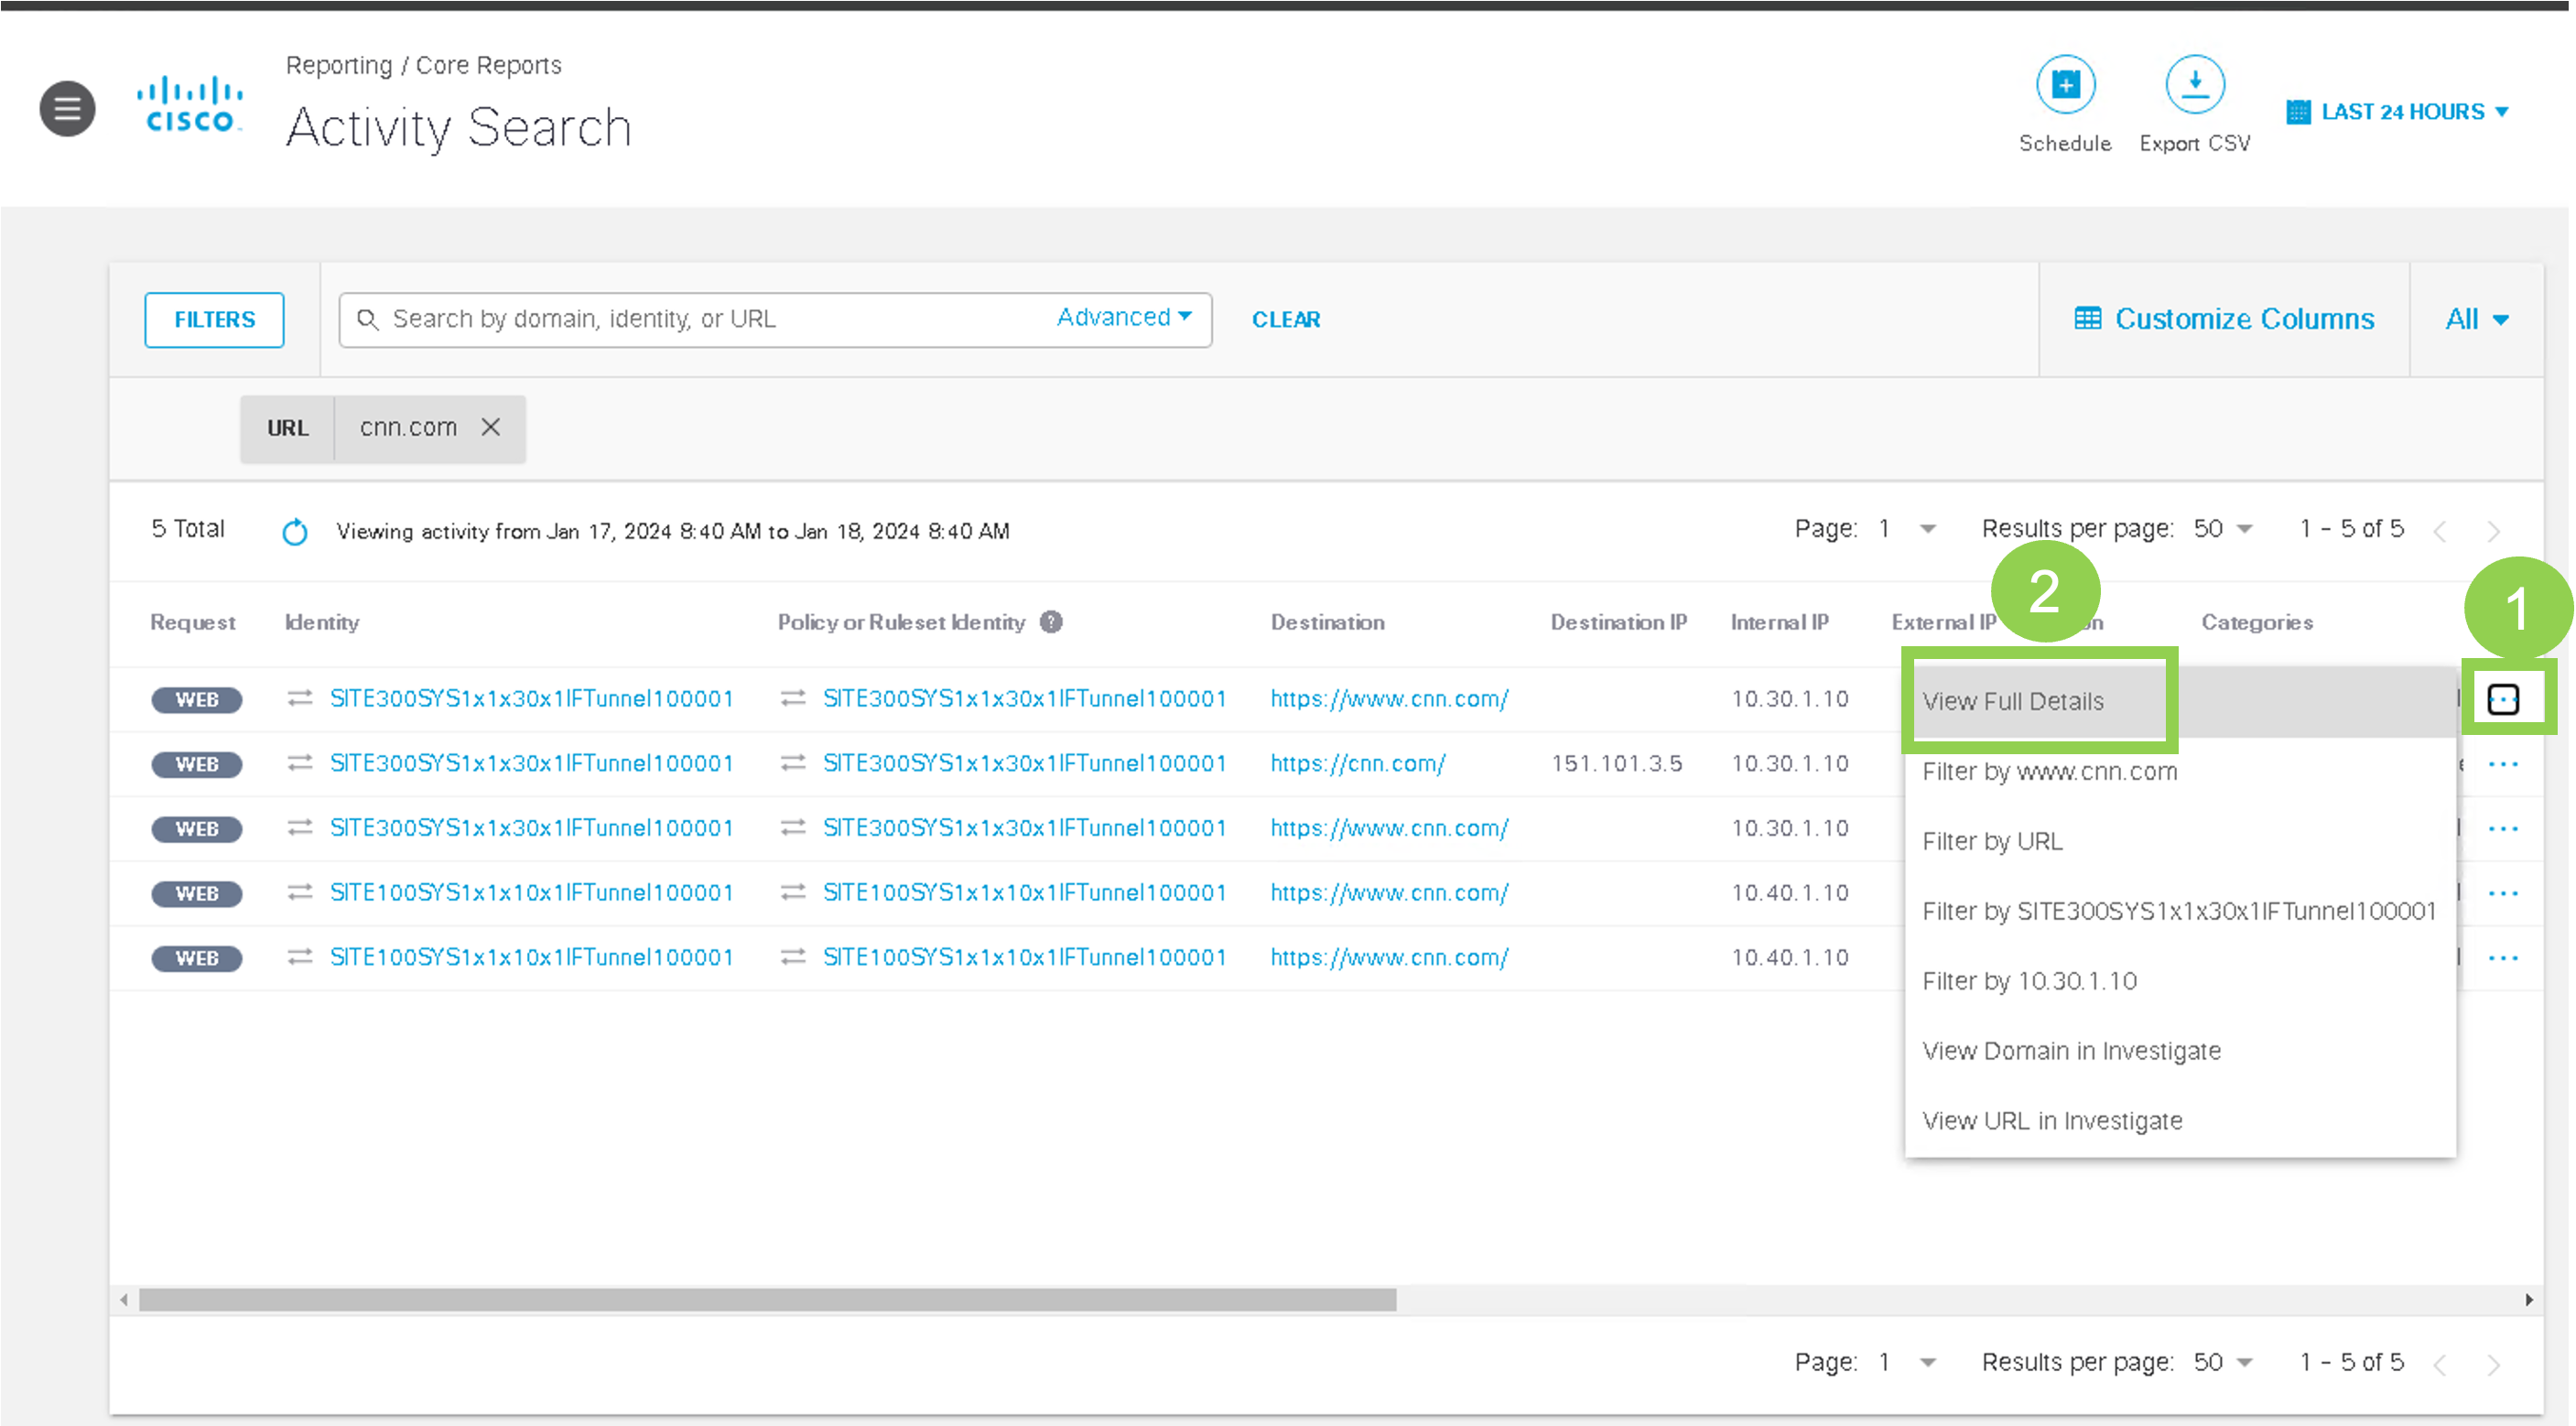 Reporting / Core Reports
CISCO
Activity Search
Schedule
Export CSV
LAST 24 HOURS
FILTERS
Search by domain, identity, or URL
Advanced
CLEAR
Customize Columns
All
URL
cnn.com
5 Total
Viewing activity from Jan 17, 2024 8:40 AM to Jan 18, 2024 8:40 AM
Page: 1
Results per page: 50
1 - 5 of 5
2
1
Request Identity Policy or Ruleset Identity ? Destination Destination IP Internal IP External IP Categories
WEB SITE300SYS1x1x30x1IFTunnel100001 SITE300SYS1x1x30x1IFTunnel100001 https://www.cnn.com/ 10.30.1.10
WEB SITE300SYS1x1x30x1IFTunnel100001 SITE300SYS1x1x30x1IFTunnel100001 https://cnn.com/ 151.101.3.5 10.30.1.10
WEB SITE300SYS1x1x30x1IFTunnel100001 SITE300SYS1x1x30x1IFTunnel100001 https://www.cnn.com/ 10.30.1.10
WEB SITE100SYS1x1x10x1IFTunnel100001 SITE100SYS1x1x10x1IFTunnel100001 https://www.cnn.com/ 10.40.1.10
WEB SITE100SYS1x1x10x1IFTunnel100001 SITE100SYS1x1x10x1IFTunnel100001 https://www.cnn.com/ 10.40.1.10
View Full Details
Filter by www.cnn.com
Filter by URL
Filter by SITE300SYS1x1x30x1IFTunnel100001
Filter by 10.30.1.10
View Domain in Investigate
View URL in Investigate
Page: 1
Results per page: 50
1 - 5 of 5